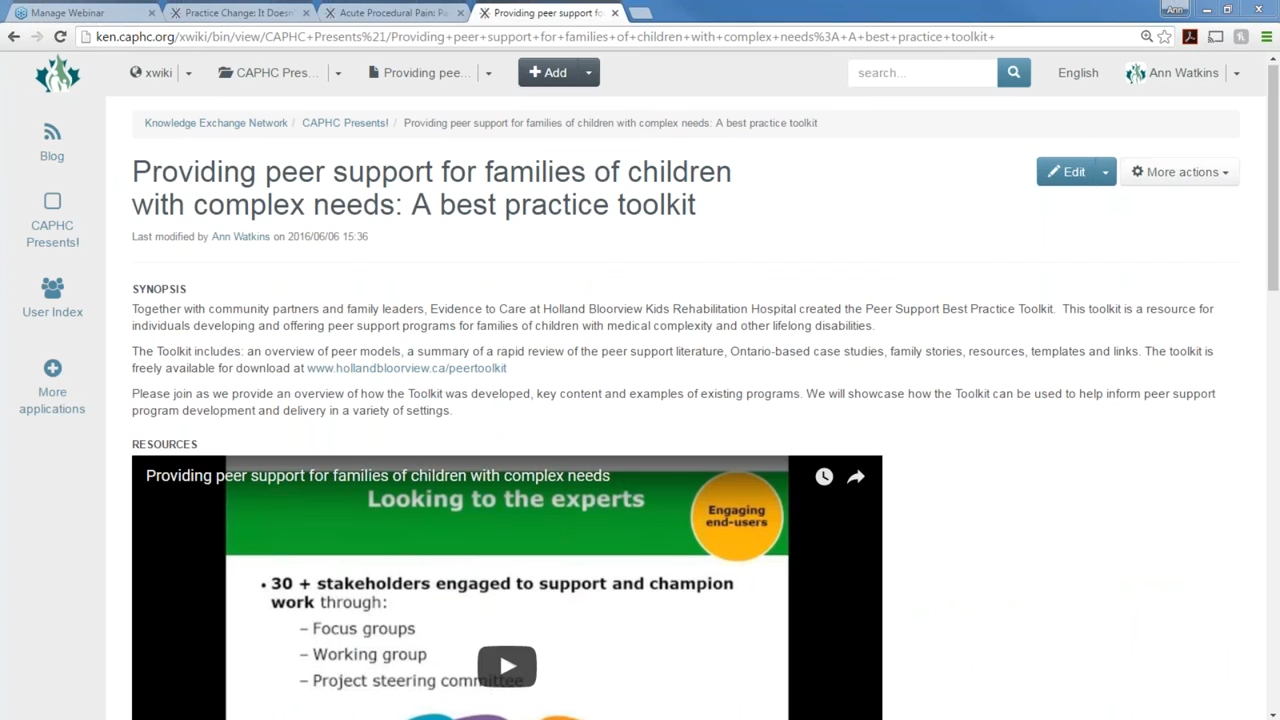 Manage Webinar
Practice Change: It Doesn
Acute Procedural Pain: Pa
Providing peer support fo
Ann
ken.caphc.org/xwiki/bin/view/CAPHC+Presents%21/Providing+peer+support+for+families+of+children+with+complex+needs%3A+A+best+practice+toolkit+
xwiki
CAPHC Pres...
Providing pee...
Add
search...
English
Ann Watkins
Blog
CAPHC
Presents!
User Index
More
applications
Knowledge Exchange Network / CAPHC Presents! / Providing peer support for families of children with complex needs: A best practice toolkit
Providing peer support for families of children
with complex needs: A best practice toolkit
Edit
More actions
Last modified by Ann Watkins on 2016/06/06 15:36
SYNOPSIS
Together with community partners and family leaders, Evidence to Care at Holland Bloorview Kids Rehabilitation Hospital created the Peer Support Best Practice Toolkit. This toolkit is a resource for
individuals developing and offering peer support programs for families of children with medical complexity and other lifelong disabilities.
The Toolkit includes: an overview of peer models, a summary of a rapid review of the peer support literature, Ontario-based case studies, family stories, resources, templates and links. The toolkit is
freely available for download at www.hollandbloorview.ca/peertoolkit
Please join as we provide an overview of how the Toolkit was developed, key content and examples of existing programs. We will showcase how the Toolkit can be used to help inform peer support
program development and delivery in a variety of settings.
RESOURCES
Providing peer support for families of children with complex needs
Looking to the experts
Engaging
end-users
• 30 + stakeholders engaged to support and champion
work through:
– Focus groups
– Working group
– Project steering committee